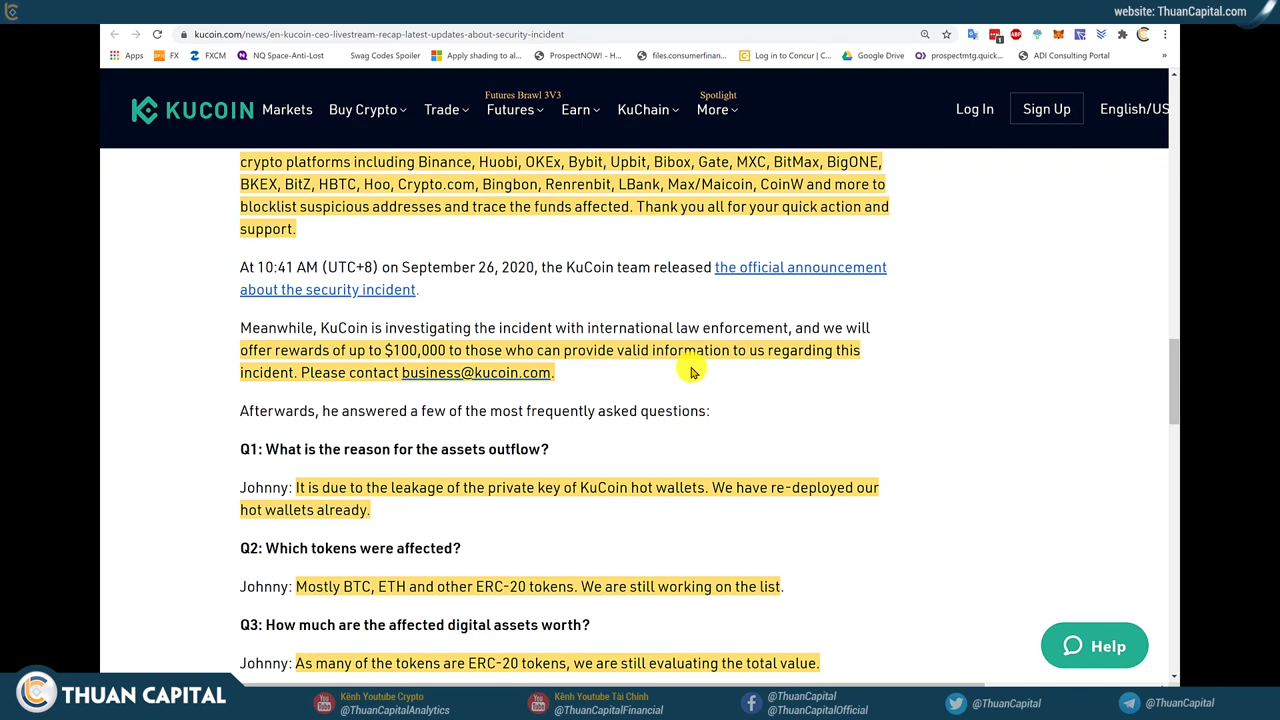 website: ThuanCapital.com
kucoin.com/news/en-kucoin-ceo-livestream-recap-latest-updates-about-security-incident
Apps FX FXCM NQ Space-Anti-Lost Swag Codes Spoiler Apply shading to al... ProspectNOW! - H... files.consumerfinan... Log in to Concur | C... Google Drive prospectmtg.quick... ADI Consulting Portal »
Futures Brawl 3V3 Spotlight
KUCOIN Markets Buy Crypto Trade Futures Earn KuChain More Log In Sign Up English/US
crypto platforms including Binance, Huobi, OKEx, Bybit, Upbit, Bibox, Gate, MXC, BitMax, BigONE,
BKEX, BitZ, HBTC, Hoo, Crypto.com, Bingbon, Renrenbit, LBank, Max/Maicoin, CoinW and more to
blocklist suspicious addresses and trace the funds affected. Thank you all for your quick action and
support.
At 10:41 AM (UTC+8) on September 26, 2020, the KuCoin team released the official announcement
about the security incident.
Meanwhile, KuCoin is investigating the incident with international law enforcement, and we will
offer rewards of up to $100,000 to those who can provide valid information to us regarding this
incident. Please contact business@kucoin.com.
Afterwards, he answered a few of the most frequently asked questions:
Q1: What is the reason for the assets outflow?
Johnny: It is due to the leakage of the private key of KuCoin hot wallets. We have re-deployed our
hot wallets already.
Q2: Which tokens were affected?
Johnny: Mostly BTC, ETH and other ERC-20 tokens. We are still working on the list.
Q3: How much are the affected digital assets worth?
Johnny: As many of the tokens are ERC-20 tokens, we are still evaluating the total value.
Help
THUAN CAPITAL
Kênh Youtube Crypto
@ThuanCapitalAnalytics
Kênh Youtube Tài Chính
@ThuanCapitalFinancial
@ThuanCapital
@ThuanCapitalOfficial
@ThuanCapital
@ThuanCapital